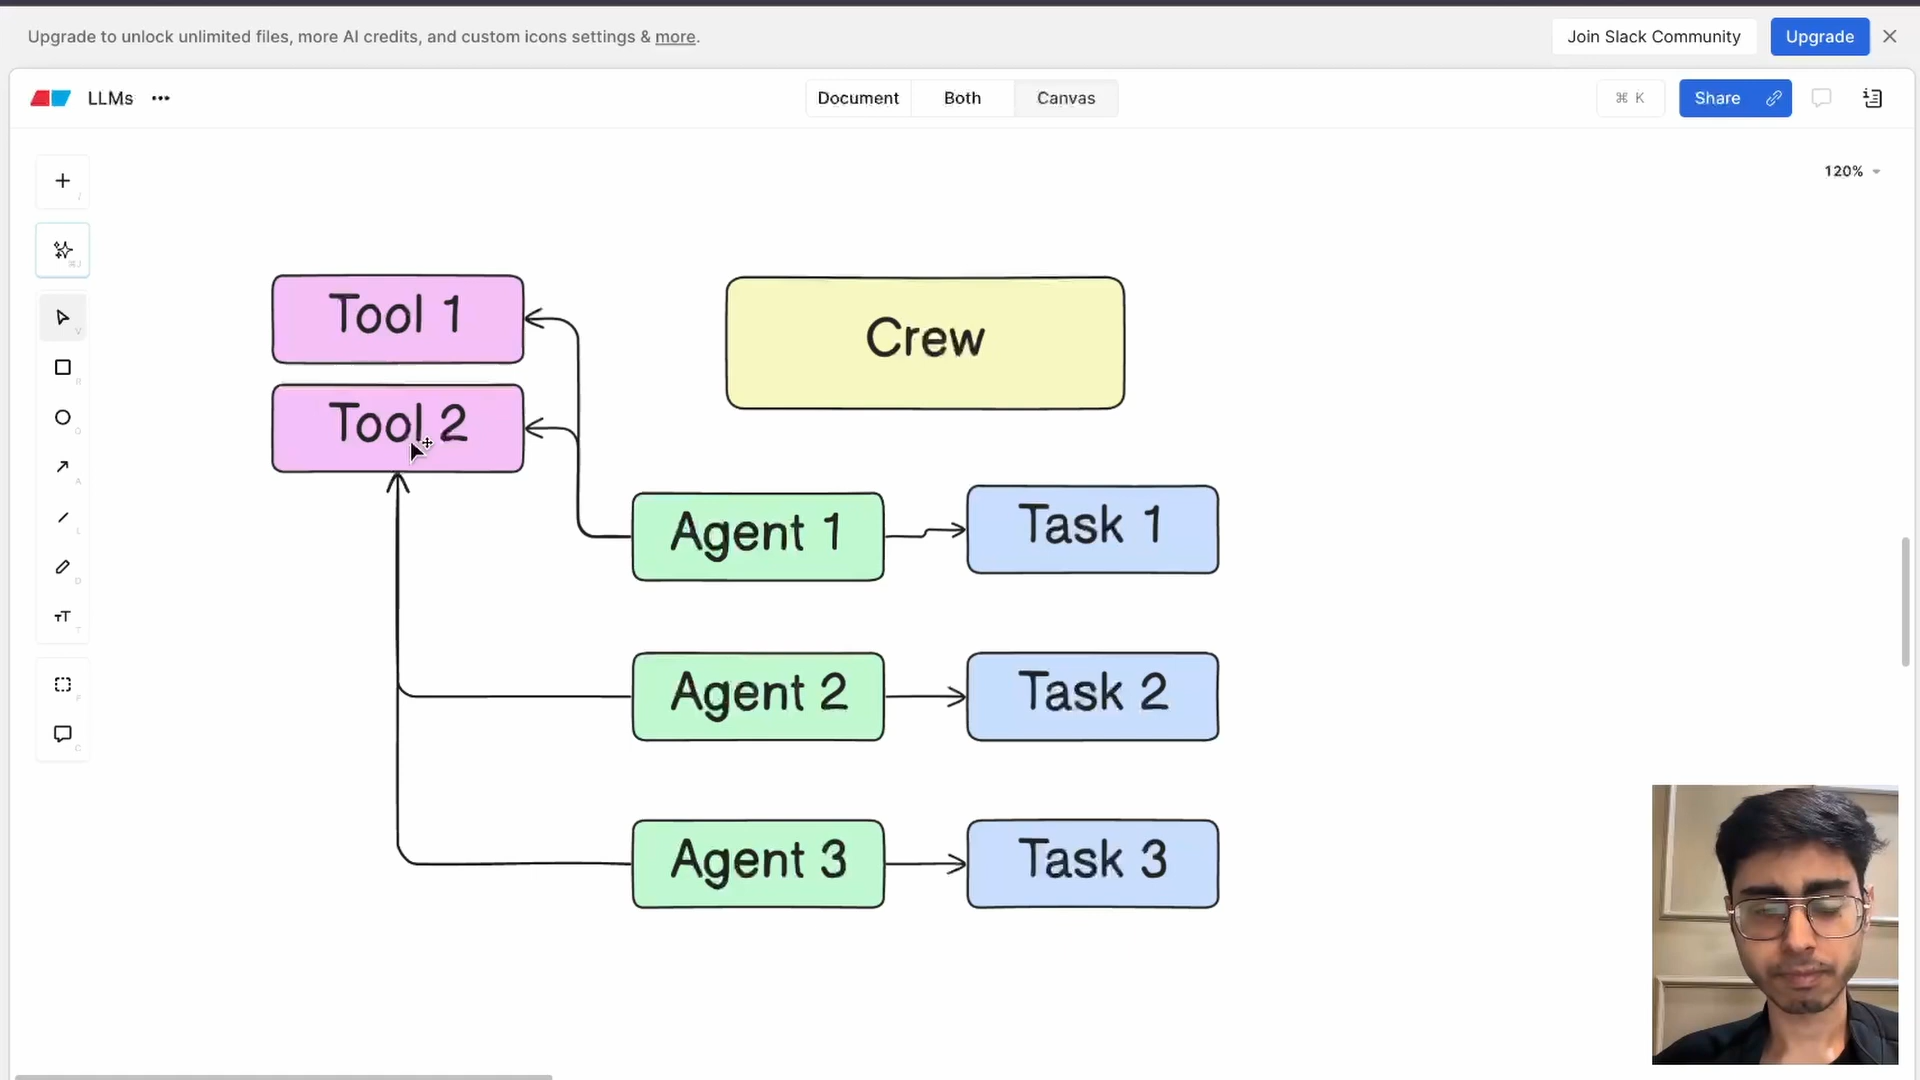 Upgrade to unlock unlimited files, more AI credits, and custom icons settings & more.
Join Slack Community
Upgrade
LLMs
Document
Both
Canvas
⌘ K
Share
120%
Tool 1
Crew
Tool 2
Agent 1
Task 1
Agent 2
Task 2
Agent 3
Task 3